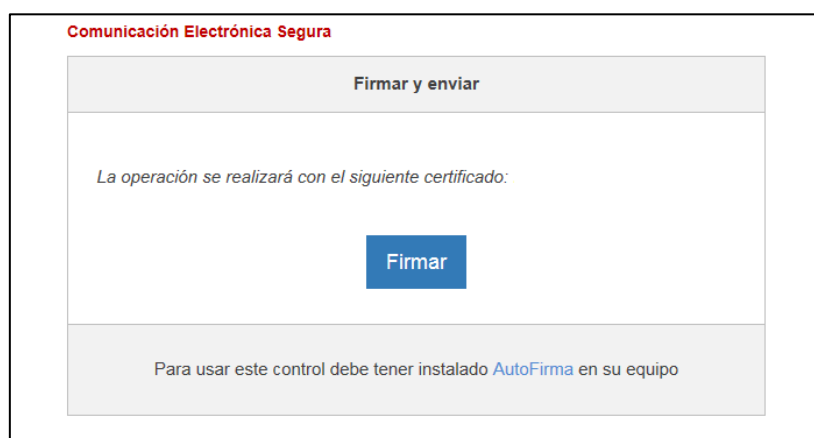 Comunicación Electrónica Segura
Firmar y enviar
La operación se realizará con el siguiente certificado:
Firmar
Para usar este control debe tener instalado AutoFirma en su equipo